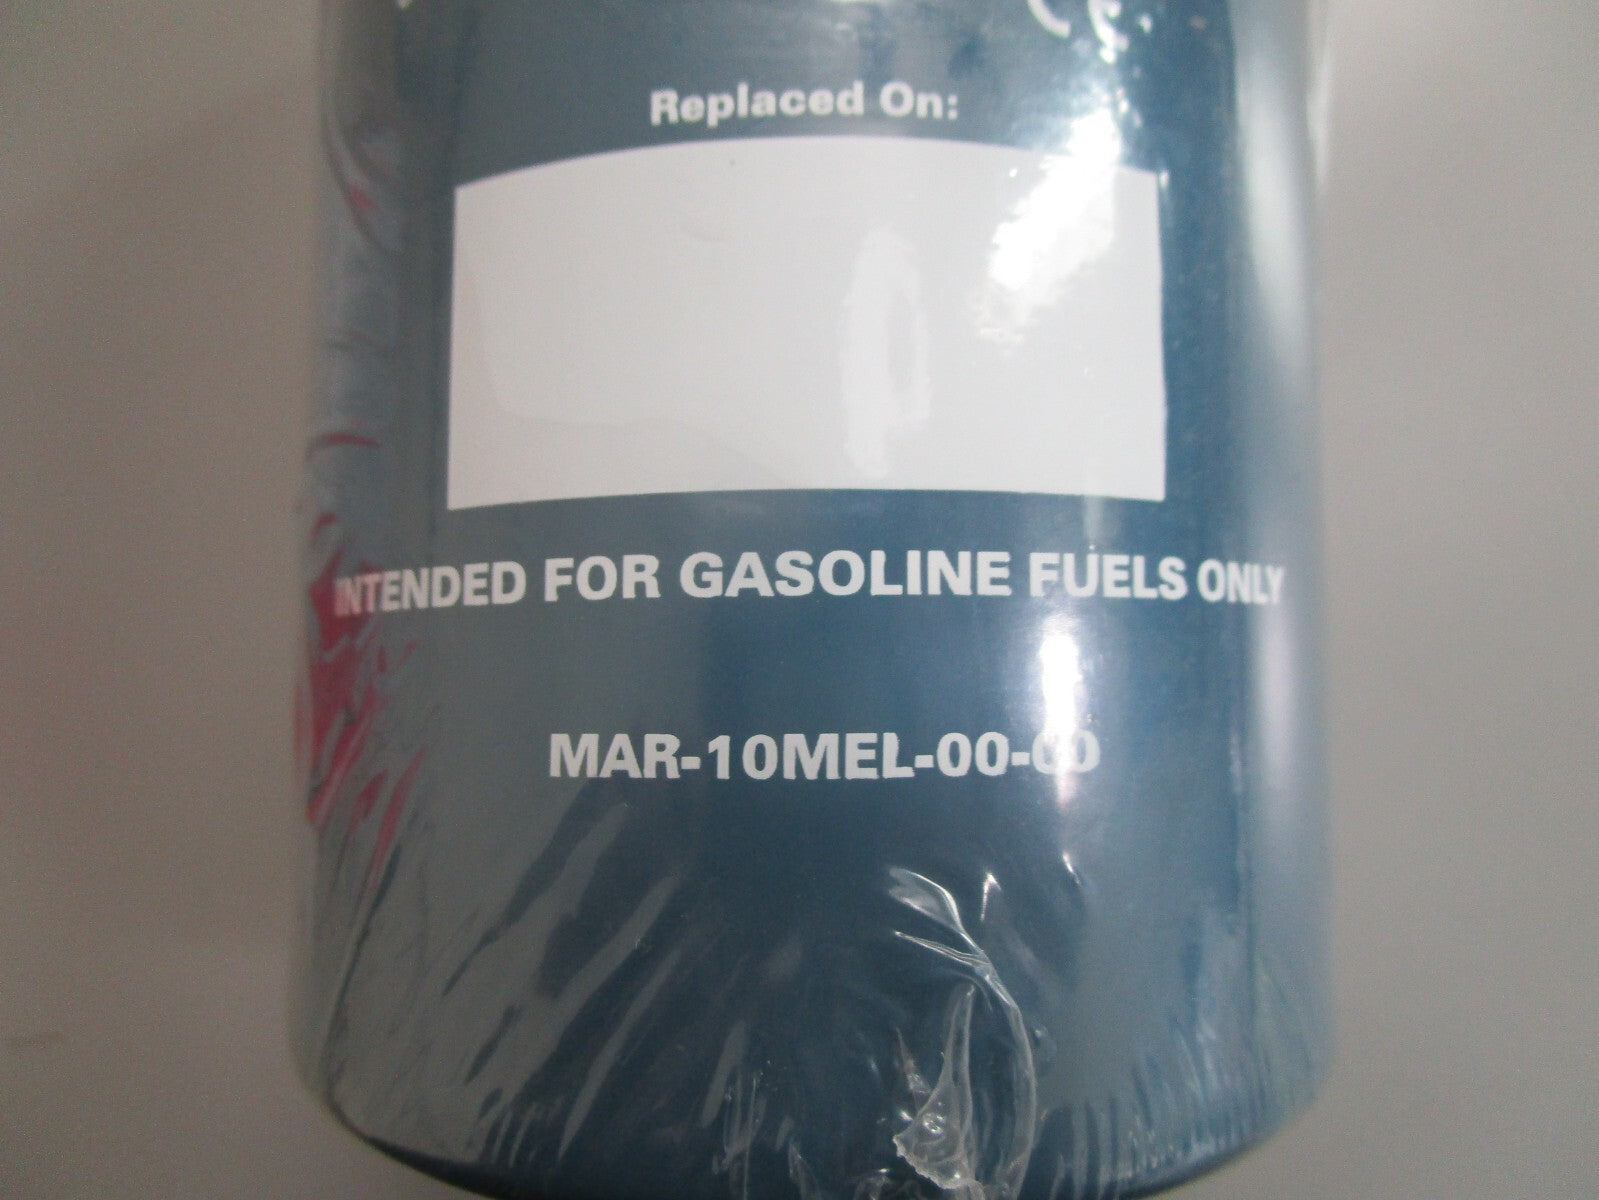 Replaced On:
INTENDED FOR GASOLINE FUELS ONLY
MAR-10MEL-00-00